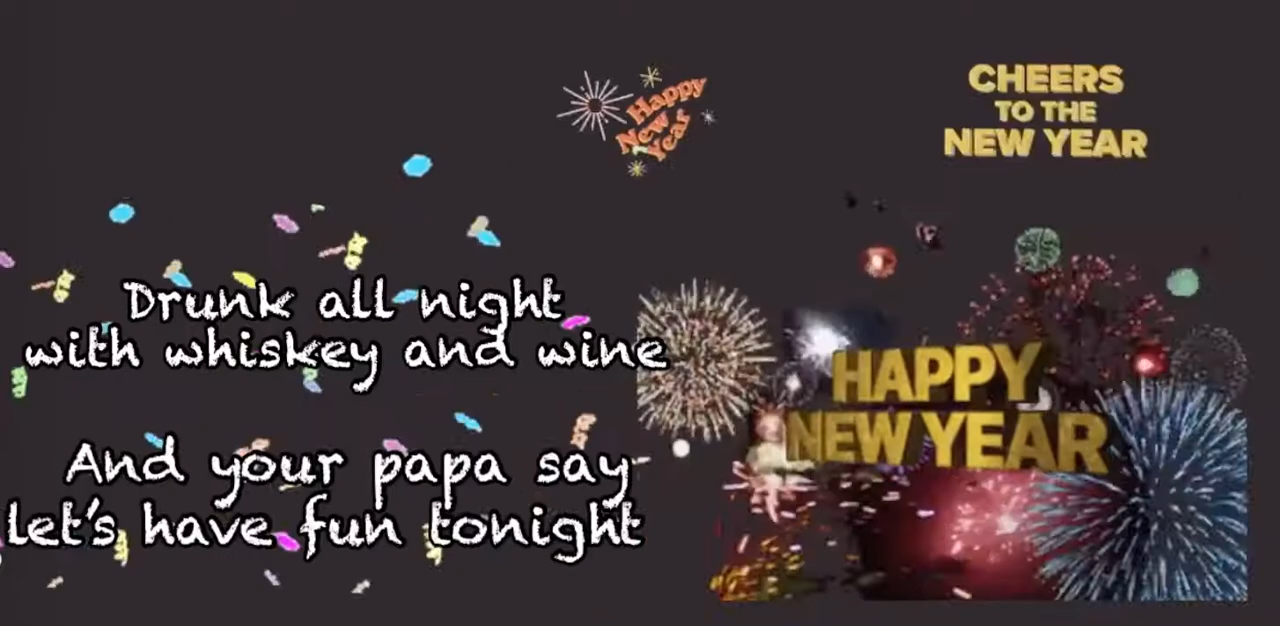 Happy
New
Year
CHEERS
TO THE
NEW YEAR
Drunk all night
with whiskey and wine
And your papa say
let's have fun tonight
HAPPY
NEW YEAR